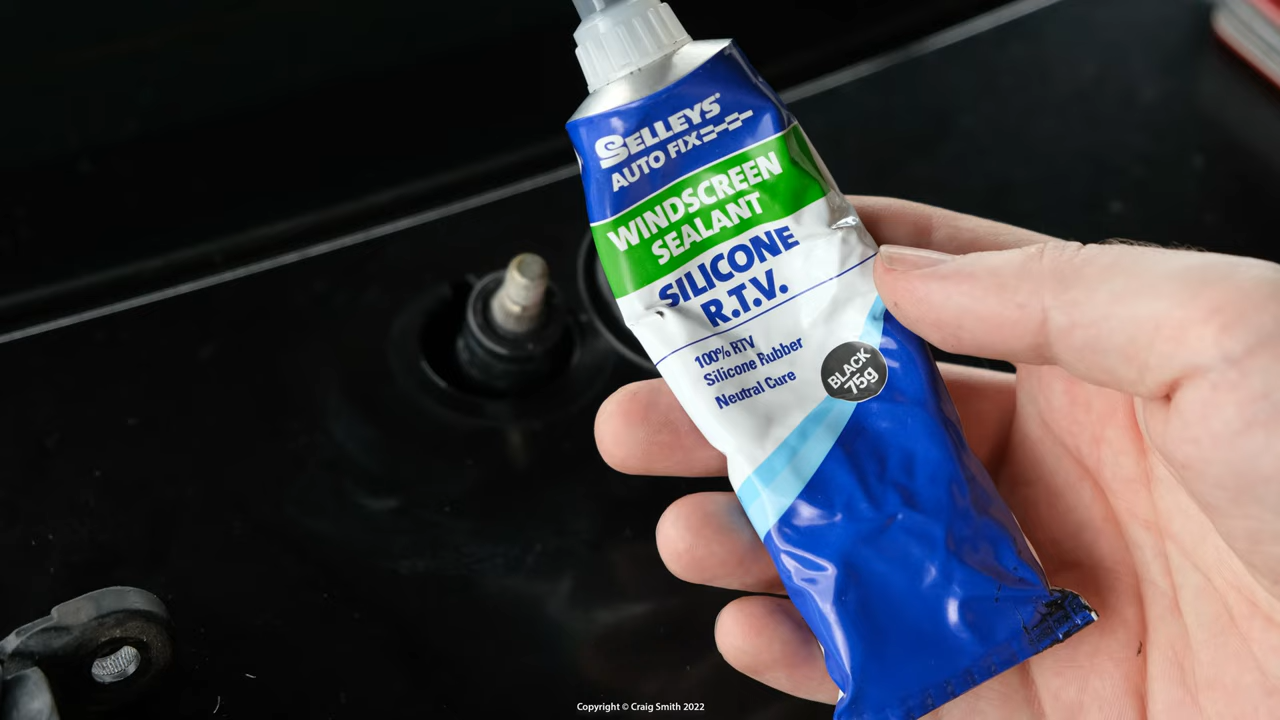 SELLEYS®
AUTO FIX
WINDSCREEN
SEALANT
SILICONE
R.T.V.
100% RTV
Silicone Rubber
Neutral Cure
BLACK
75g
Copyright © Craig Smith 2022